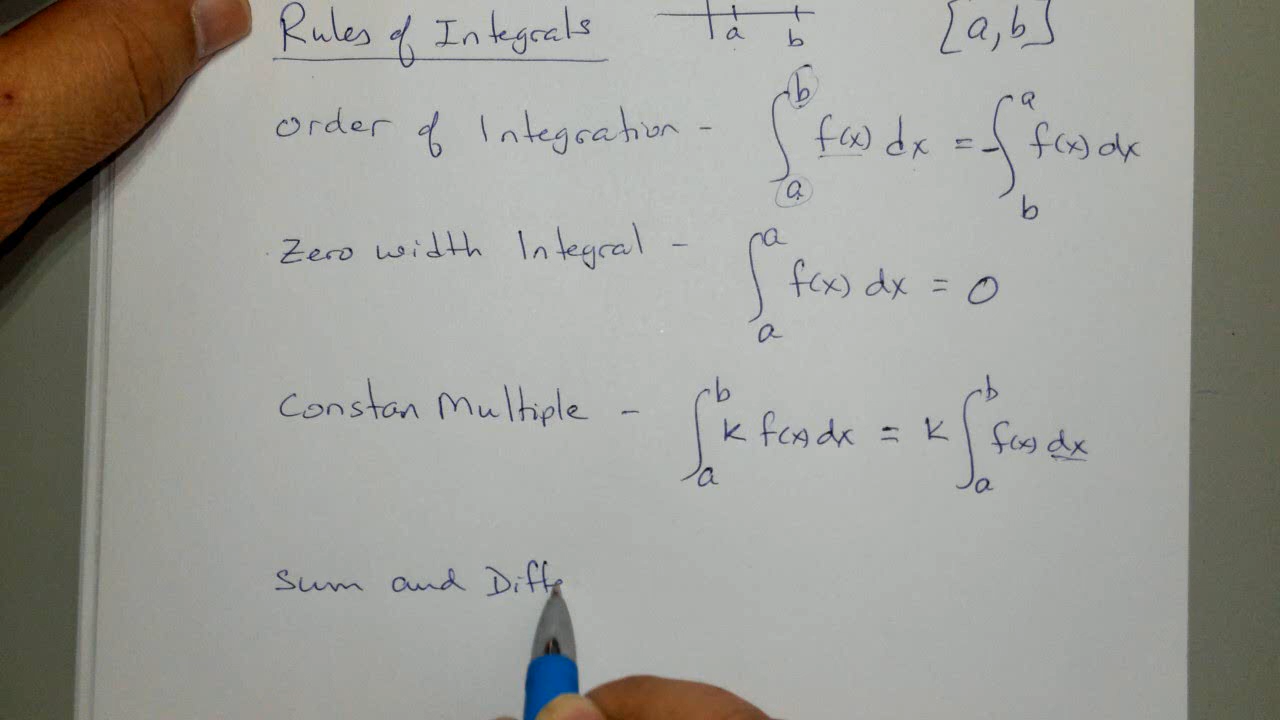 Rules of Integrals a b [a,b]
Order of Integration - ∫_a^b f(x) dx = -∫_b^a f(x) dx
Zero width Integral - ∫_a^a f(x) dx = 0
Constan Multiple - ∫_a^b K f(x) dx = K ∫_a^b f(x) dx
Sum and Diffe